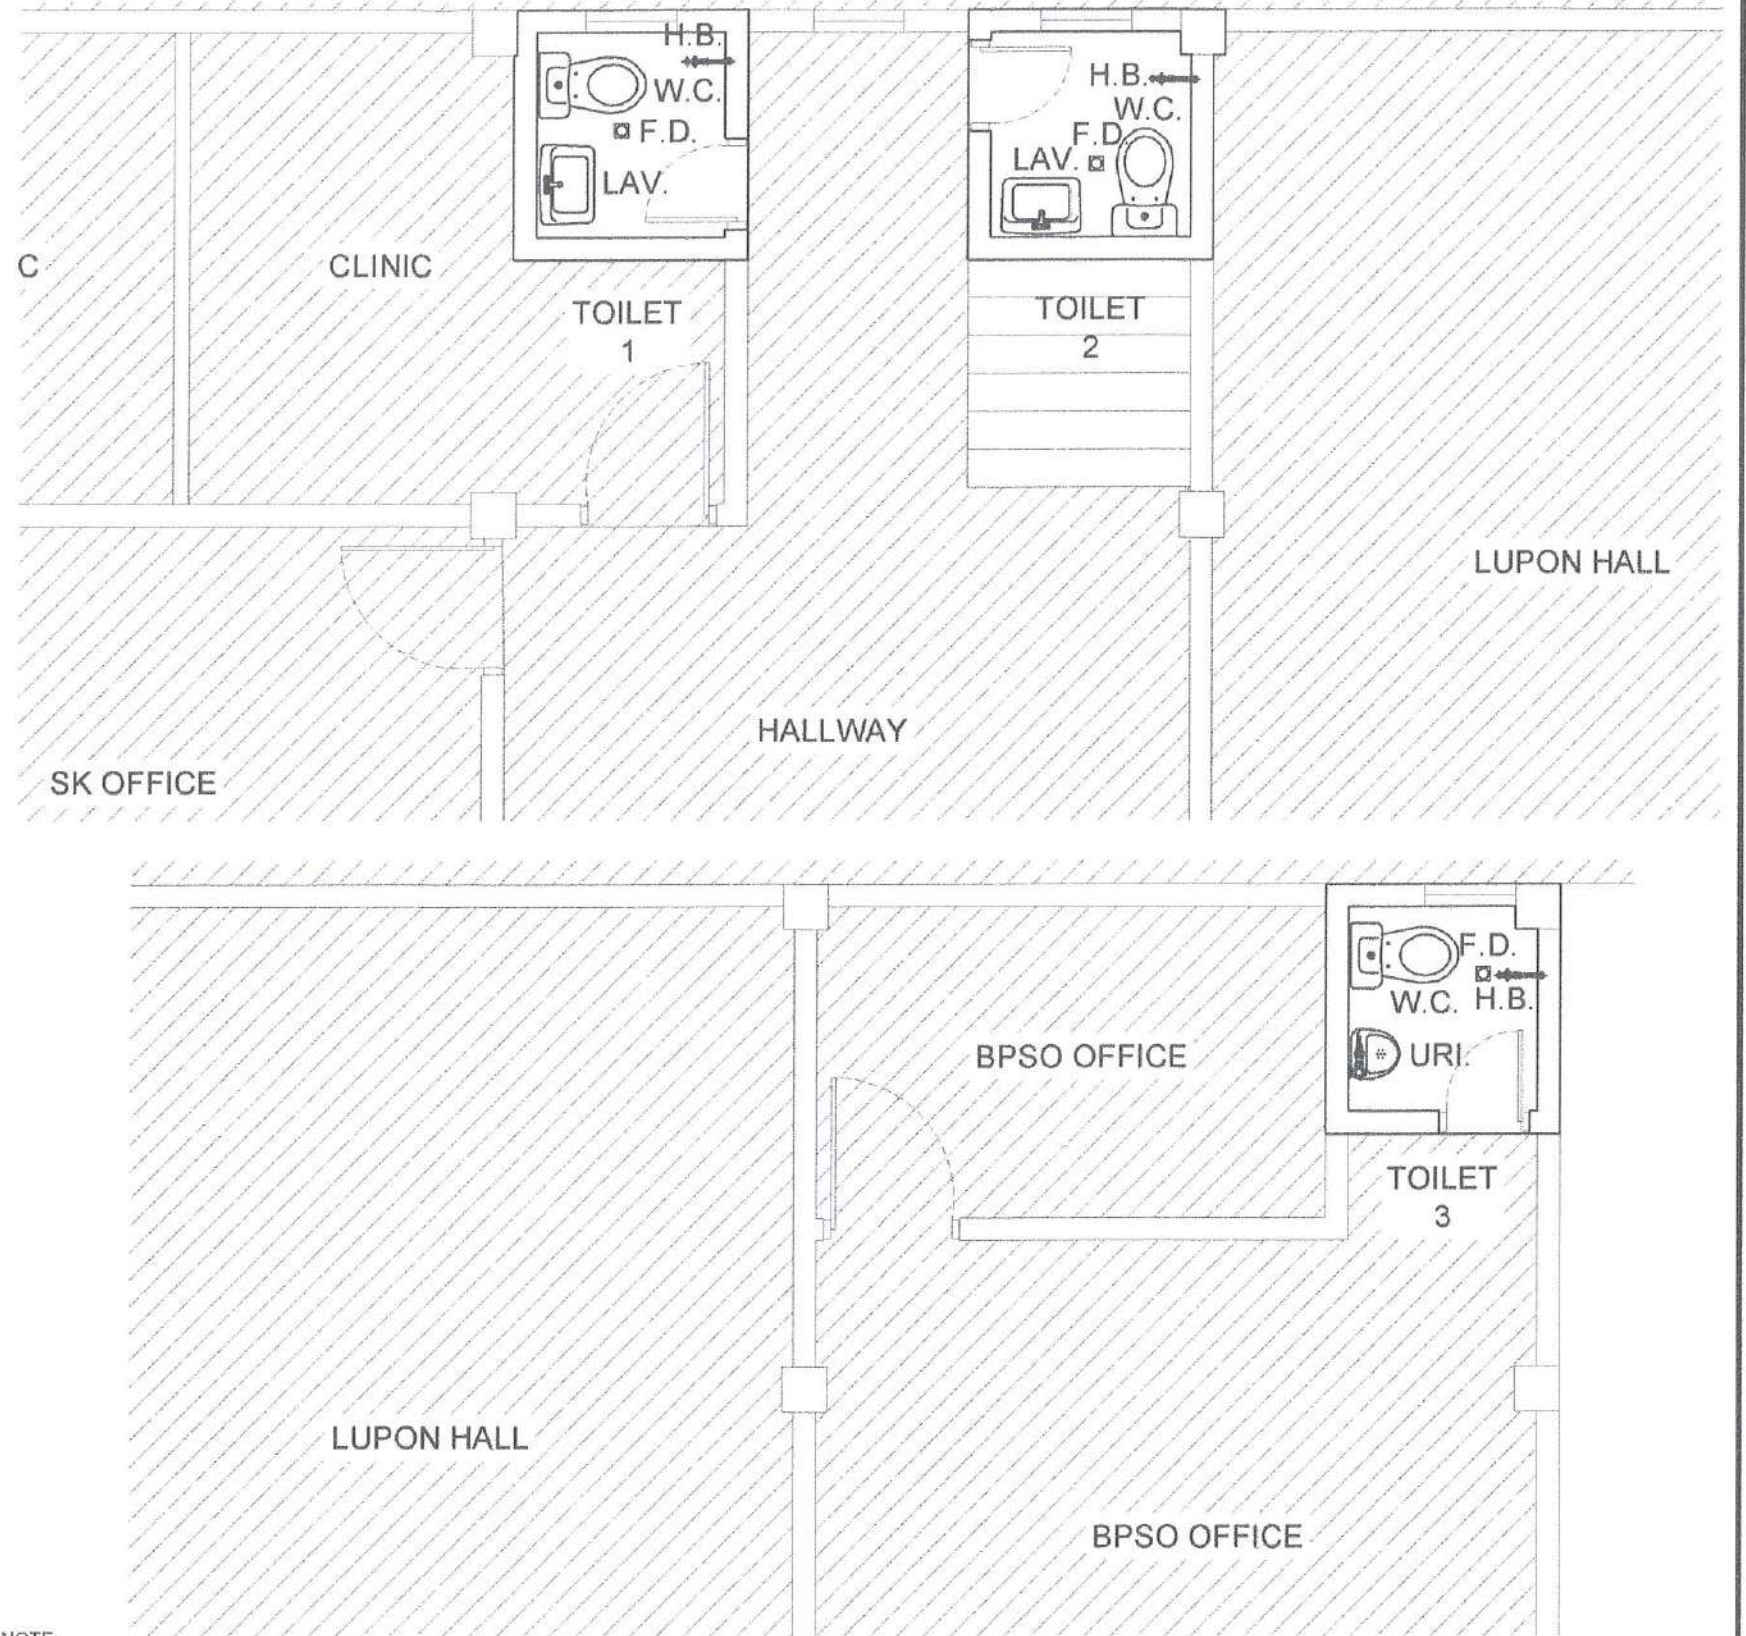 H.B.
W.C.
F.D.
LAV.
H.B.
W.C.
F.D.
LAV.
C
CLINIC
TOILET
1
TOILET
2
LUPON HALL
HALLWAY
SK OFFICE
F.D.
W.C. H.B.
URI.
BPSO OFFICE
TOILET
3
LUPON HALL
BPSO OFFICE